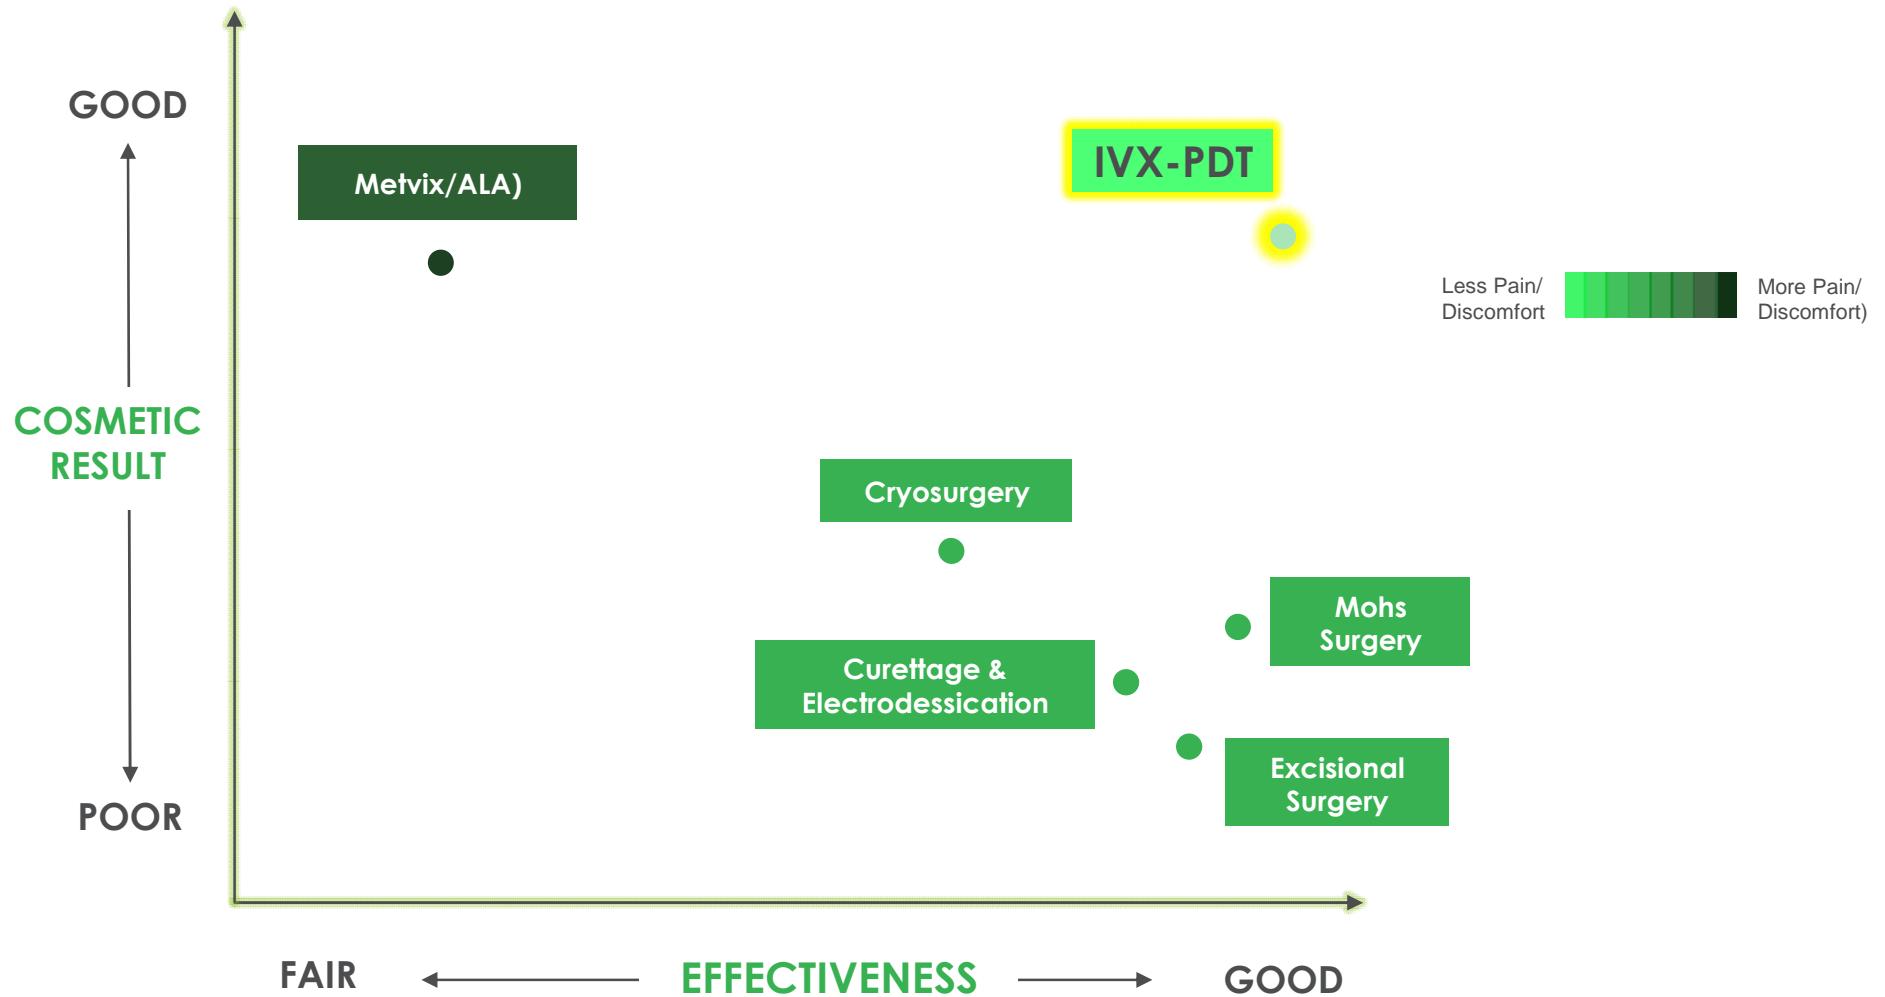 GOOD
Metvix/ALA)
IVX-PDT
Less Pain/
Discomfort
More Pain/
Discomfort)
COSMETIC
RESULT
Cryosurgery
Mohs
Surgery
Curettage &
Electrodessication
Excisional
Surgery
POOR
FAIR
EFFECTIVENESS
GOOD